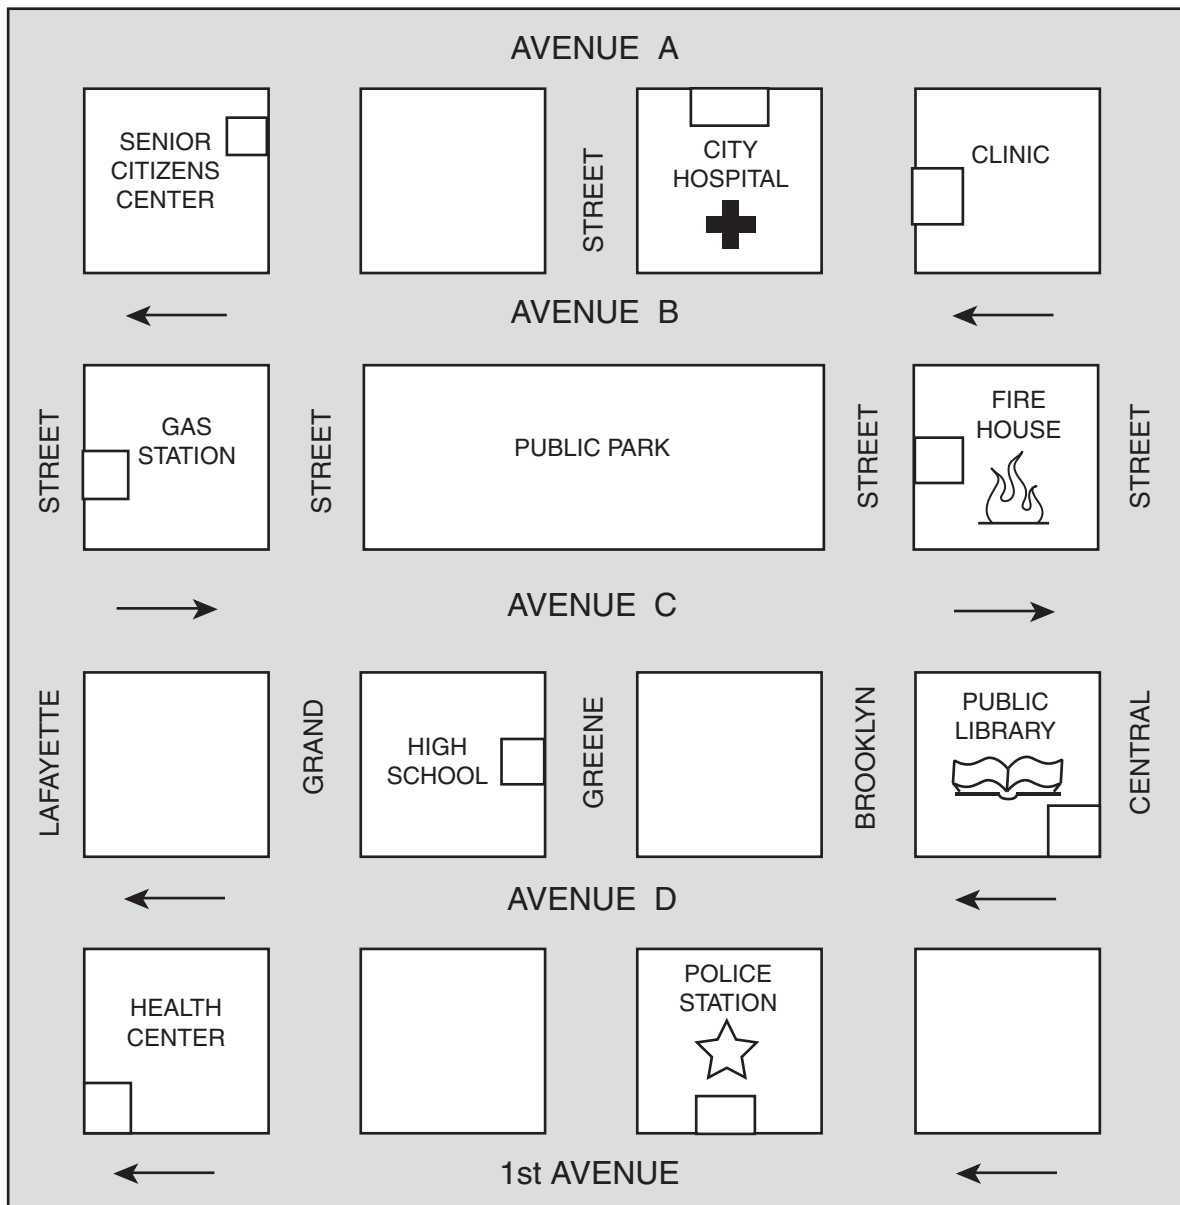 AVENUE A
SENIOR
CITIZENS
CENTER
STREET
CITY
HOSPITAL
CLINIC
AVENUE B
STREET
GAS
STATION
STREET
PUBLIC PARK
STREET
FIRE
HOUSE
STREET
AVENUE C
LAFAYETTE
GRAND
HIGH
SCHOOL
GREENE
BROOKLYN
PUBLIC
LIBRARY
CENTRAL
AVENUE D
HEALTH
CENTER
POLICE
STATION
1st AVENUE